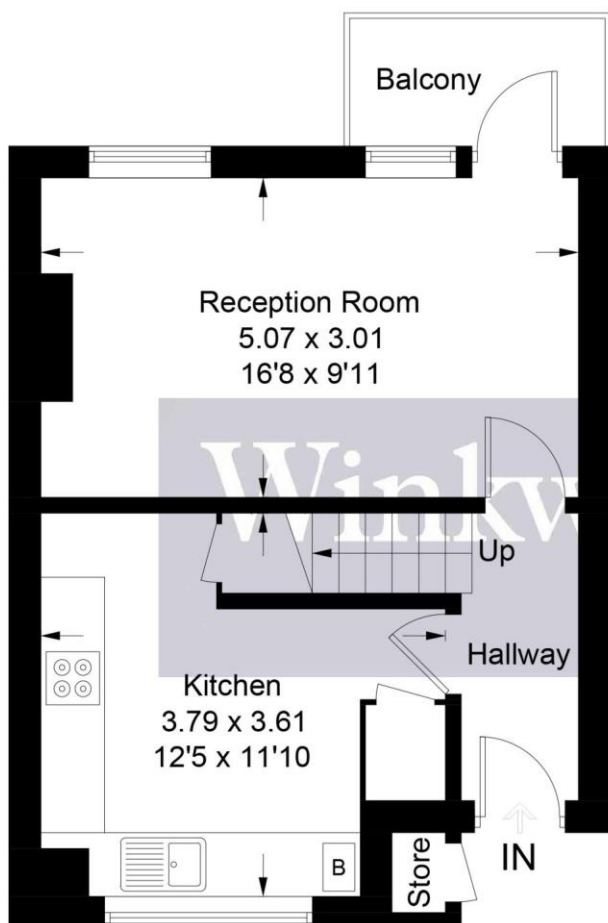 Balcony
Reception Room
5.07 x 3.01
16'8 x 9'11
Winkw
Up
Hallway
Kitchen
3.79 x 3.61
12'5 x 11'10
B
Store
IN